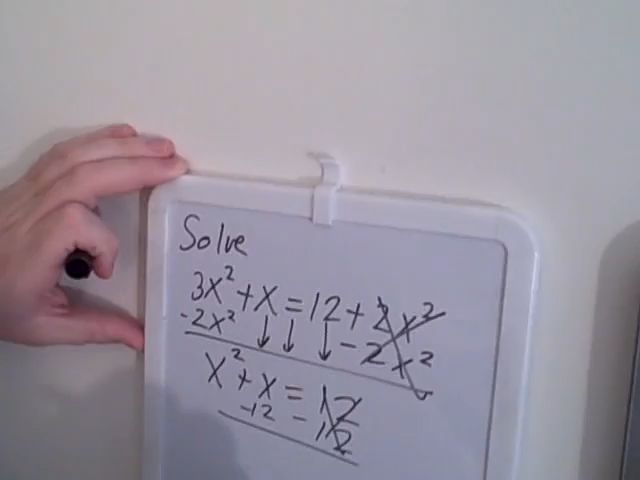 Solve
3x² + x = 12 + 2x²
-2x² ↓ ↓ ↓ - 2x²
x² + x = 12
-12 - 12